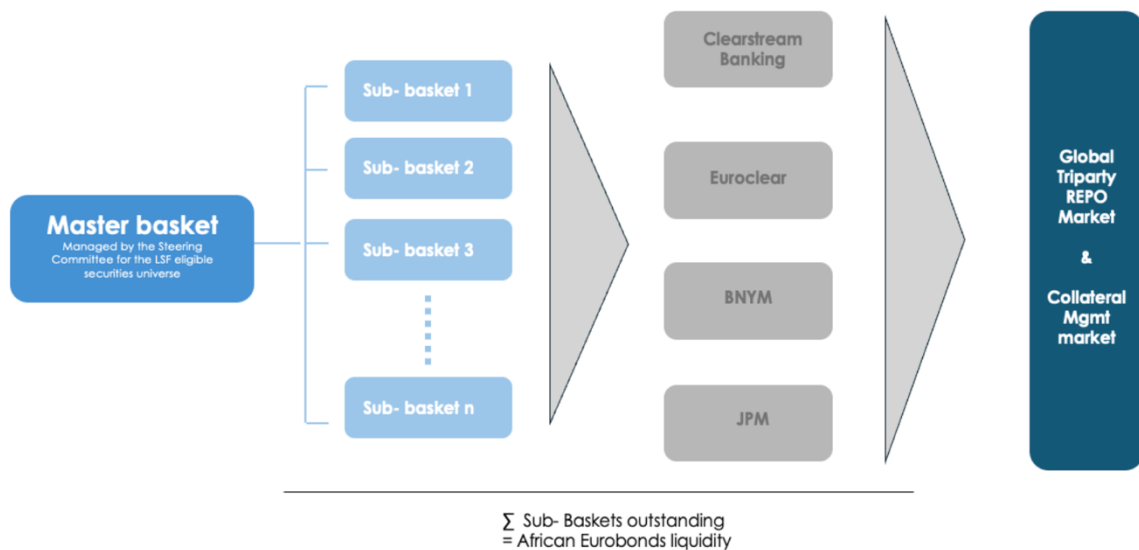 Master basket
Managed by the Steering
Committee for the LSF eligible
securities universe
Sub- basket 1
Sub- basket 2
Sub- basket 3
Sub- basket n
Clearstream
Banking
Euroclear
BNYM
JPM
Global
Triparty
REPO
Market
&
Collateral
Mgmt
market
∑ Sub- Baskets outstanding
= African Eurobonds liquidity